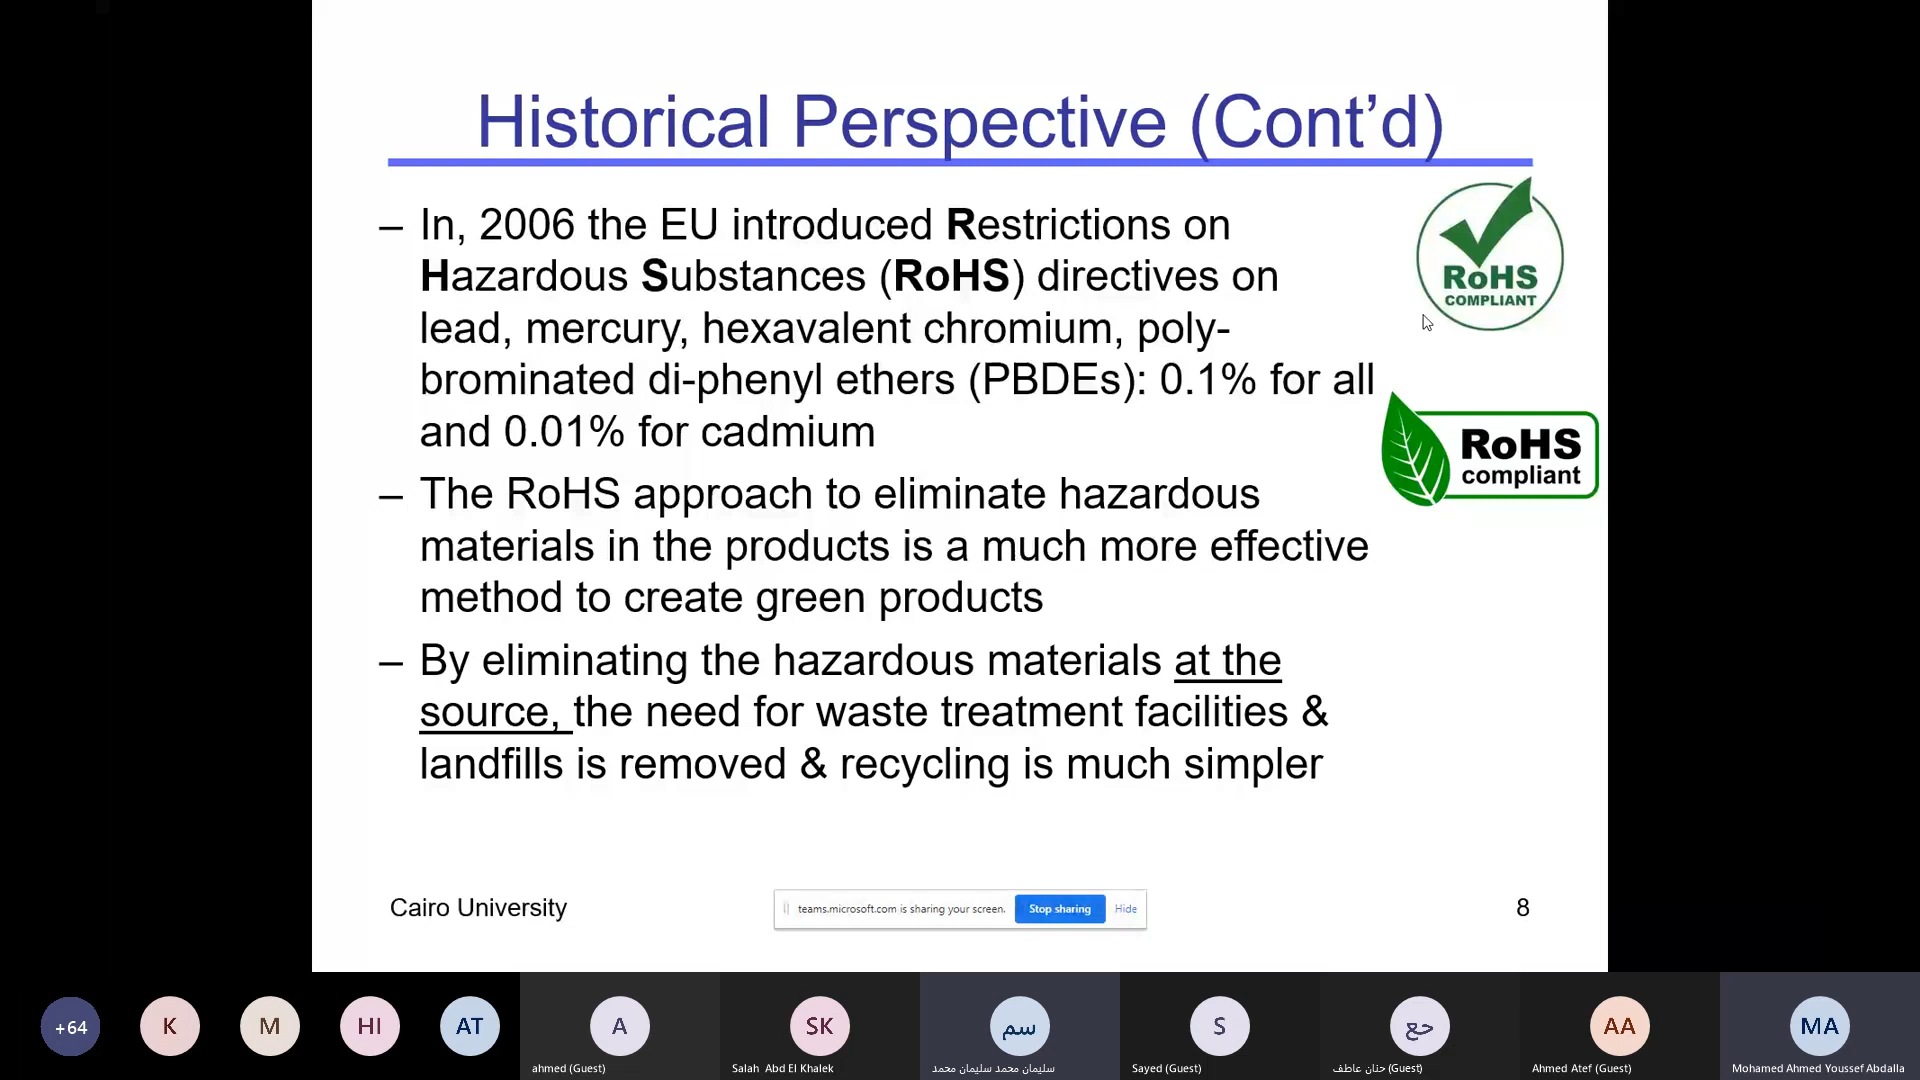 Historical Perspective (Cont’d)
– In, 2006 the EU introduced Restrictions on
Hazardous Substances (RoHS) directives on
lead, mercury, hexavalent chromium, poly-
brominated di-phenyl ethers (PBDEs): 0.1% for all
and 0.01% for cadmium
RoHS
COMPLIANT
RoHS
compliant
– The RoHS approach to eliminate hazardous
materials in the products is a much more effective
method to create green products
– By eliminating the hazardous materials at the
source, the need for waste treatment facilities &
landfills is removed & recycling is much simpler
Cairo University
teams.microsoft.com is sharing your screen. Stop sharing Hide
8
+64
K
M
HI
AT
A
SK
سم
S
حع
AA
MA
ahmed (Guest)
Salah Abd El Khalek
سليمان محمد سليمان محمد
Sayed (Guest)
حنان عاطف (Guest)
Ahmed Atef (Guest)
Mohamed Ahmed Youssef Abdalla